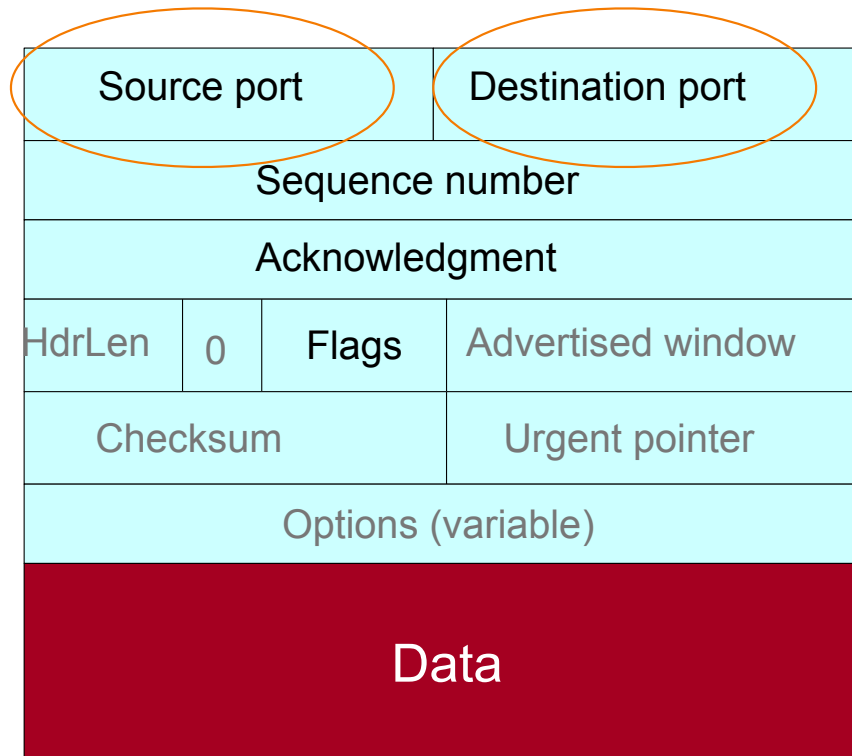 Source port Destination port
Sequence number
Acknowledgment
HdrLen 0 Flags Advertised window
Checksum Urgent pointer
Options (variable)
Data